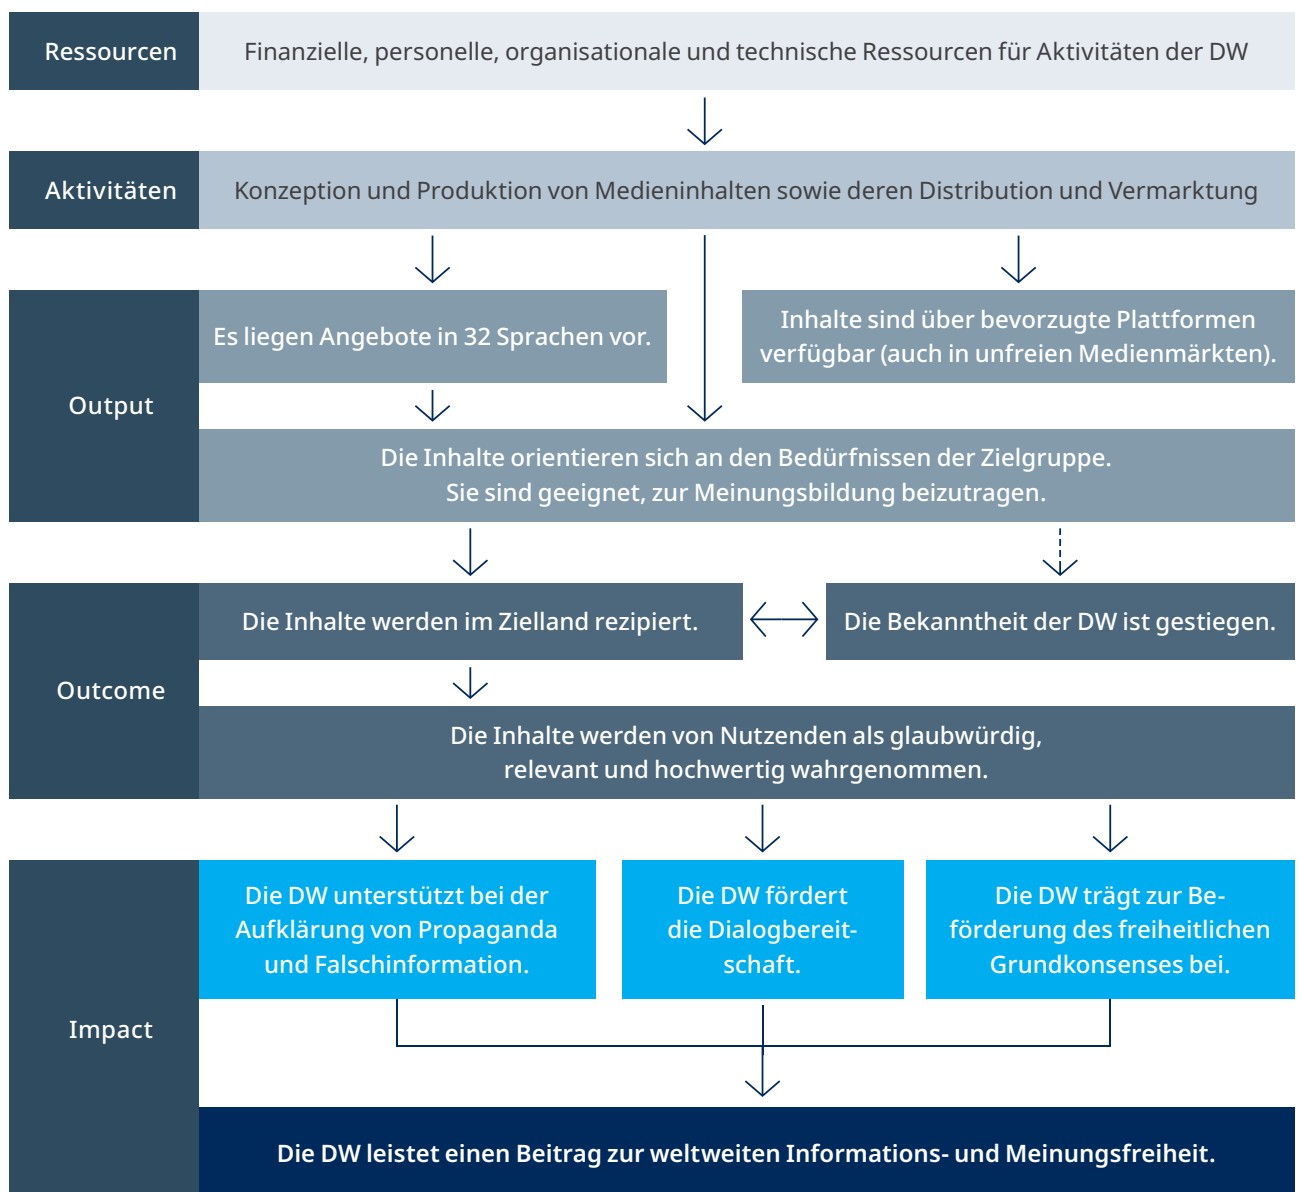 Ressourcen
Finanzielle, personelle, organisationale und technische Ressourcen für Aktivitäten der DW
Aktivitäten
Konzeption und Produktion von Medieninhalten sowie deren Distribution und Vermarktung
Output
Es liegen Angebote in 32 Sprachen vor.
Inhalte sind über bevorzugte Plattformen
verfügbar (auch in unfreien Medienmärkten).
Die Inhalte orientieren sich an den Bedürfnissen der Zielgruppe.
Sie sind geeignet, zur Meinungsbildung beizutragen.
Outcome
Die Inhalte werden im Zielland rezipiert.
Die Bekanntheit der DW ist gestiegen.
Die Inhalte werden von Nutzenden als glaubwürdig,
relevant und hochwertig wahrgenommen.
Impact
Die DW unterstützt bei der
Aufklärung von Propaganda
und Falschinformation.
Die DW fördert
die Dialogbereit-
schaft.
Die DW trägt zur Be-
förderung des freiheitlichen
Grundkonsenses bei.
Die DW leistet einen Beitrag zur weltweiten Informations- und Meinungsfreiheit.